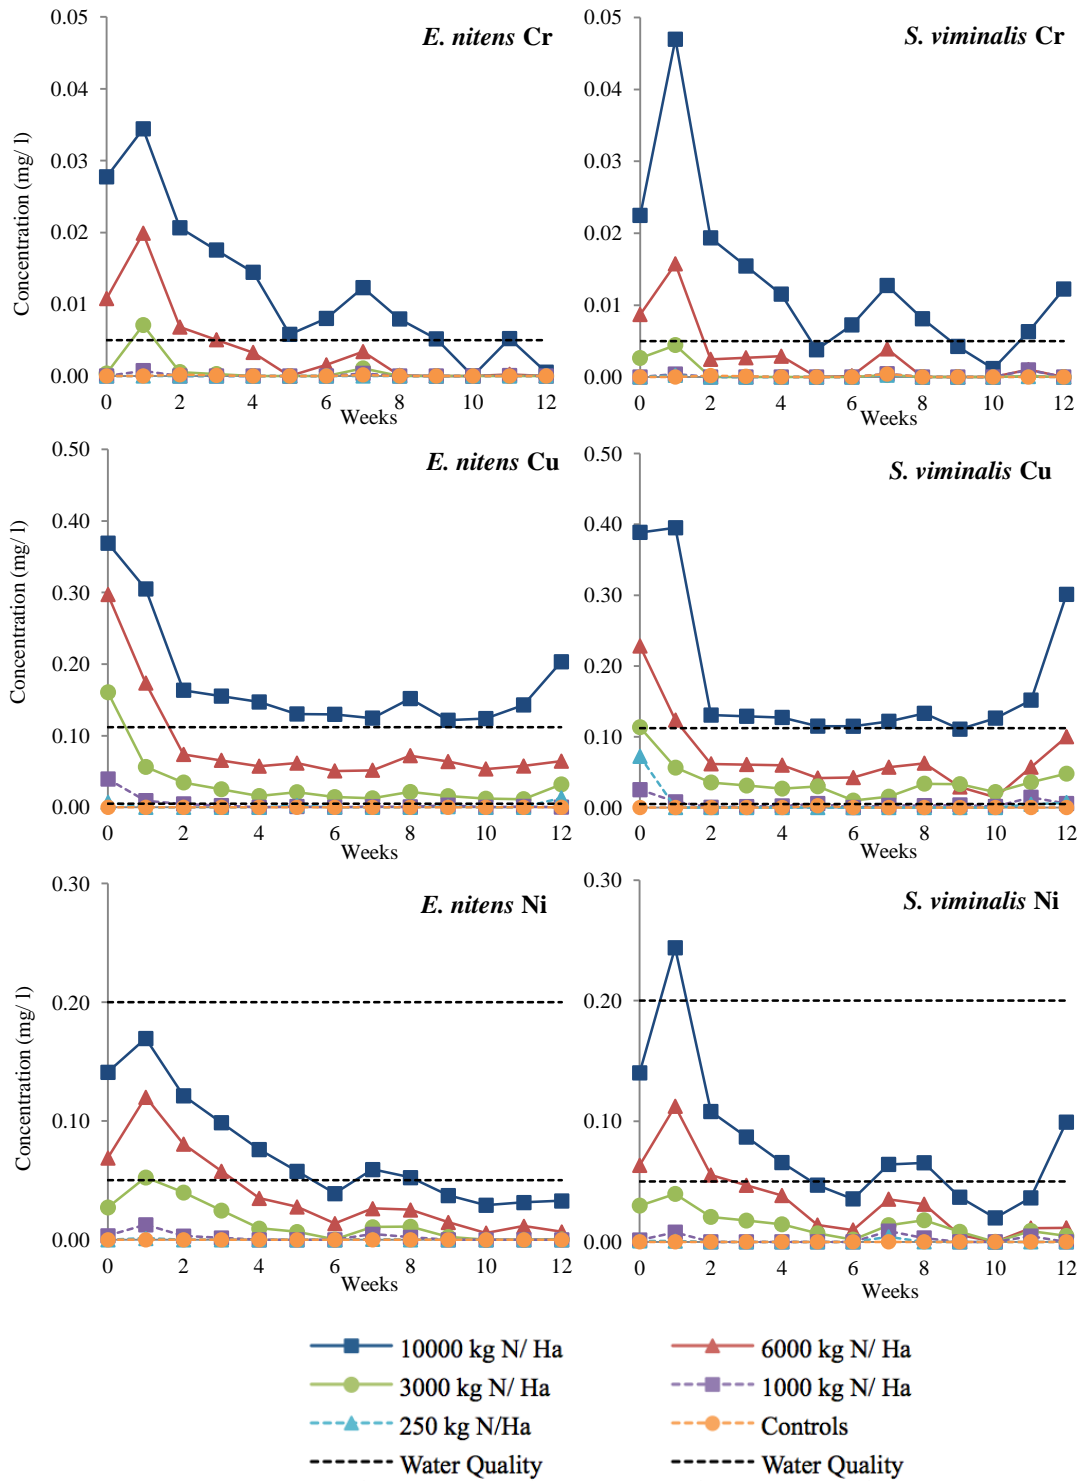 E. nitens Cr
Concentration (mg/ l)
0.05
0.04
0.03
0.02
0.01
0.00
0 2 4 6 8 10 12
Weeks
S. viminalis Cr
0.05
0.04
0.03
0.02
0.01
0.00
0 2 4 6 8 10 12
Weeks
E. nitens Cu
Concentration (mg/ l)
0.50
0.40
0.30
0.20
0.10
0.00
0 2 4 6 8 10 12
Weeks
S. viminalis Cu
0.50
0.40
0.30
0.20
0.10
0.00
0 2 4 6 8 10 12
Weeks
E. nitens Ni
Concentration (mg/ l)
0.30
0.20
0.10
0.00
0 2 4 6 8 10 12
Weeks
S. viminalis Ni
0.30
0.20
0.10
0.00
0 2 4 6 8 10 12
Weeks
10000 kg N/ Ha
6000 kg N/ Ha
3000 kg N/ Ha
1000 kg N/ Ha
250 kg N/Ha
Controls
Water Quality
Water Quality